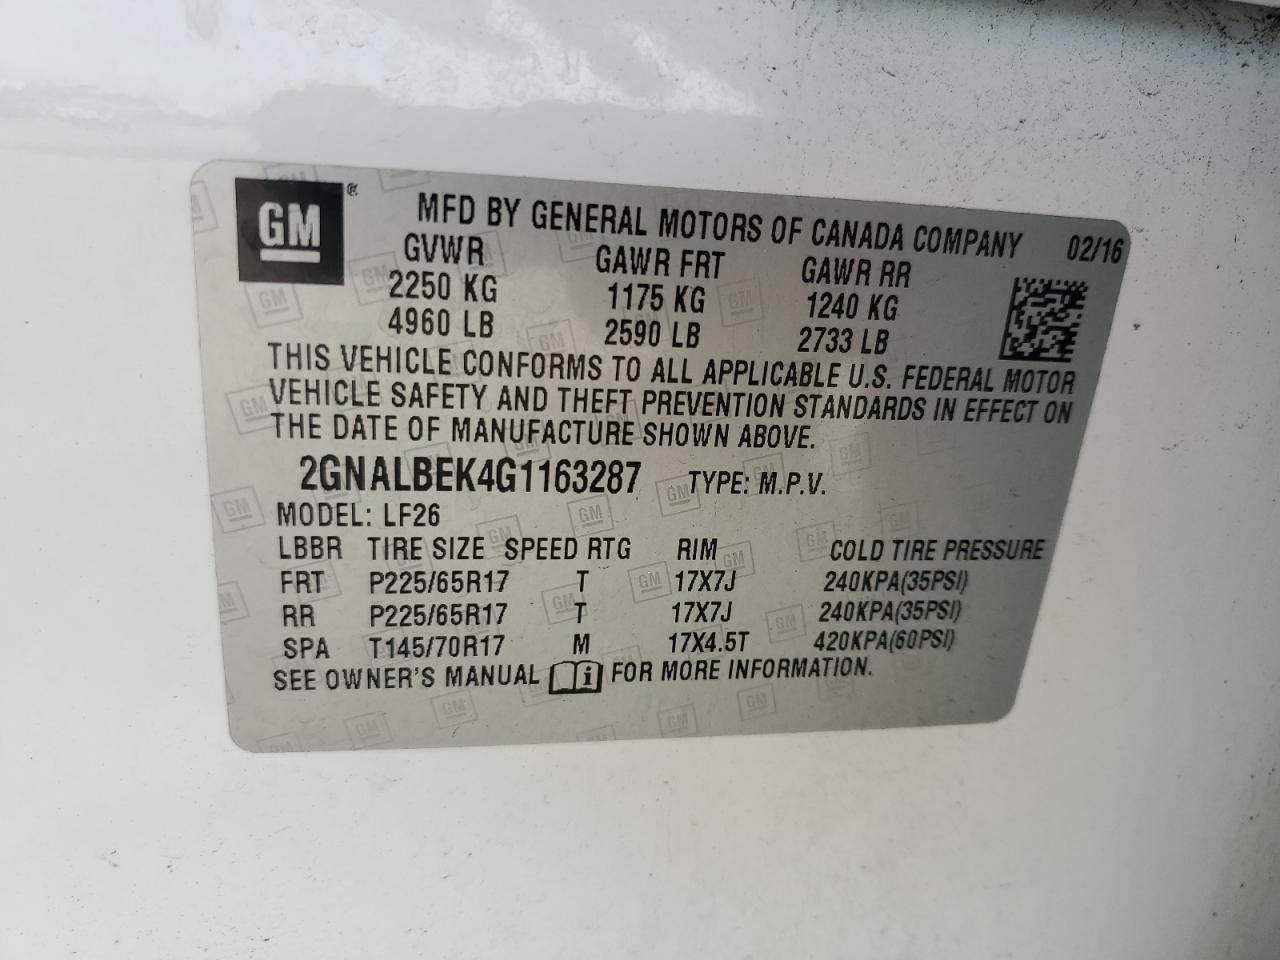 GM ® MFD BY GENERAL MOTORS OF CANADA COMPANY 02/16
GVWR GAWR FRT GAWR RR
2250 KG 1175 KG 1240 KG
4960 LB 2590 LB 2733 LB
THIS VEHICLE CONFORMS TO ALL APPLICABLE U.S. FEDERAL MOTOR
VEHICLE SAFETY AND THEFT PREVENTION STANDARDS IN EFFECT ON
THE DATE OF MANUFACTURE SHOWN ABOVE.
2GNALBEK4G1163287 TYPE: M.P.V.
MODEL: LF26
LBBR TIRE SIZE SPEED RTG RIM COLD TIRE PRESSURE
FRT P225/65R17 T 17X7J 240KPA(35PSI)
RR P225/65R17 T 17X7J 240KPA(35PSI)
SPA T145/70R17 M 17X4.5T 420KPA(60PSI)
SEE OWNER'S MANUAL i FOR MORE INFORMATION.